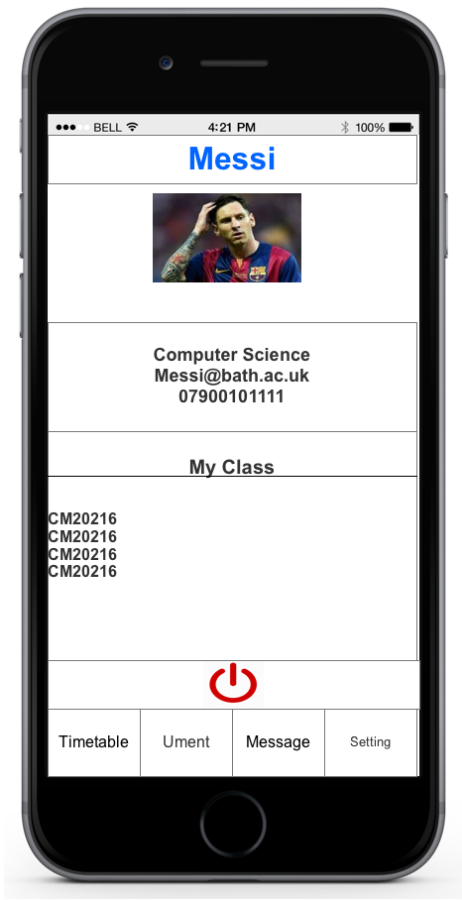 BELL 4:21 PM 100%
Messi
Computer Science
Messi@bath.ac.uk
07900101111
My Class
CM20216
CM20216
CM20216
CM20216
Timetable Ument Message Setting